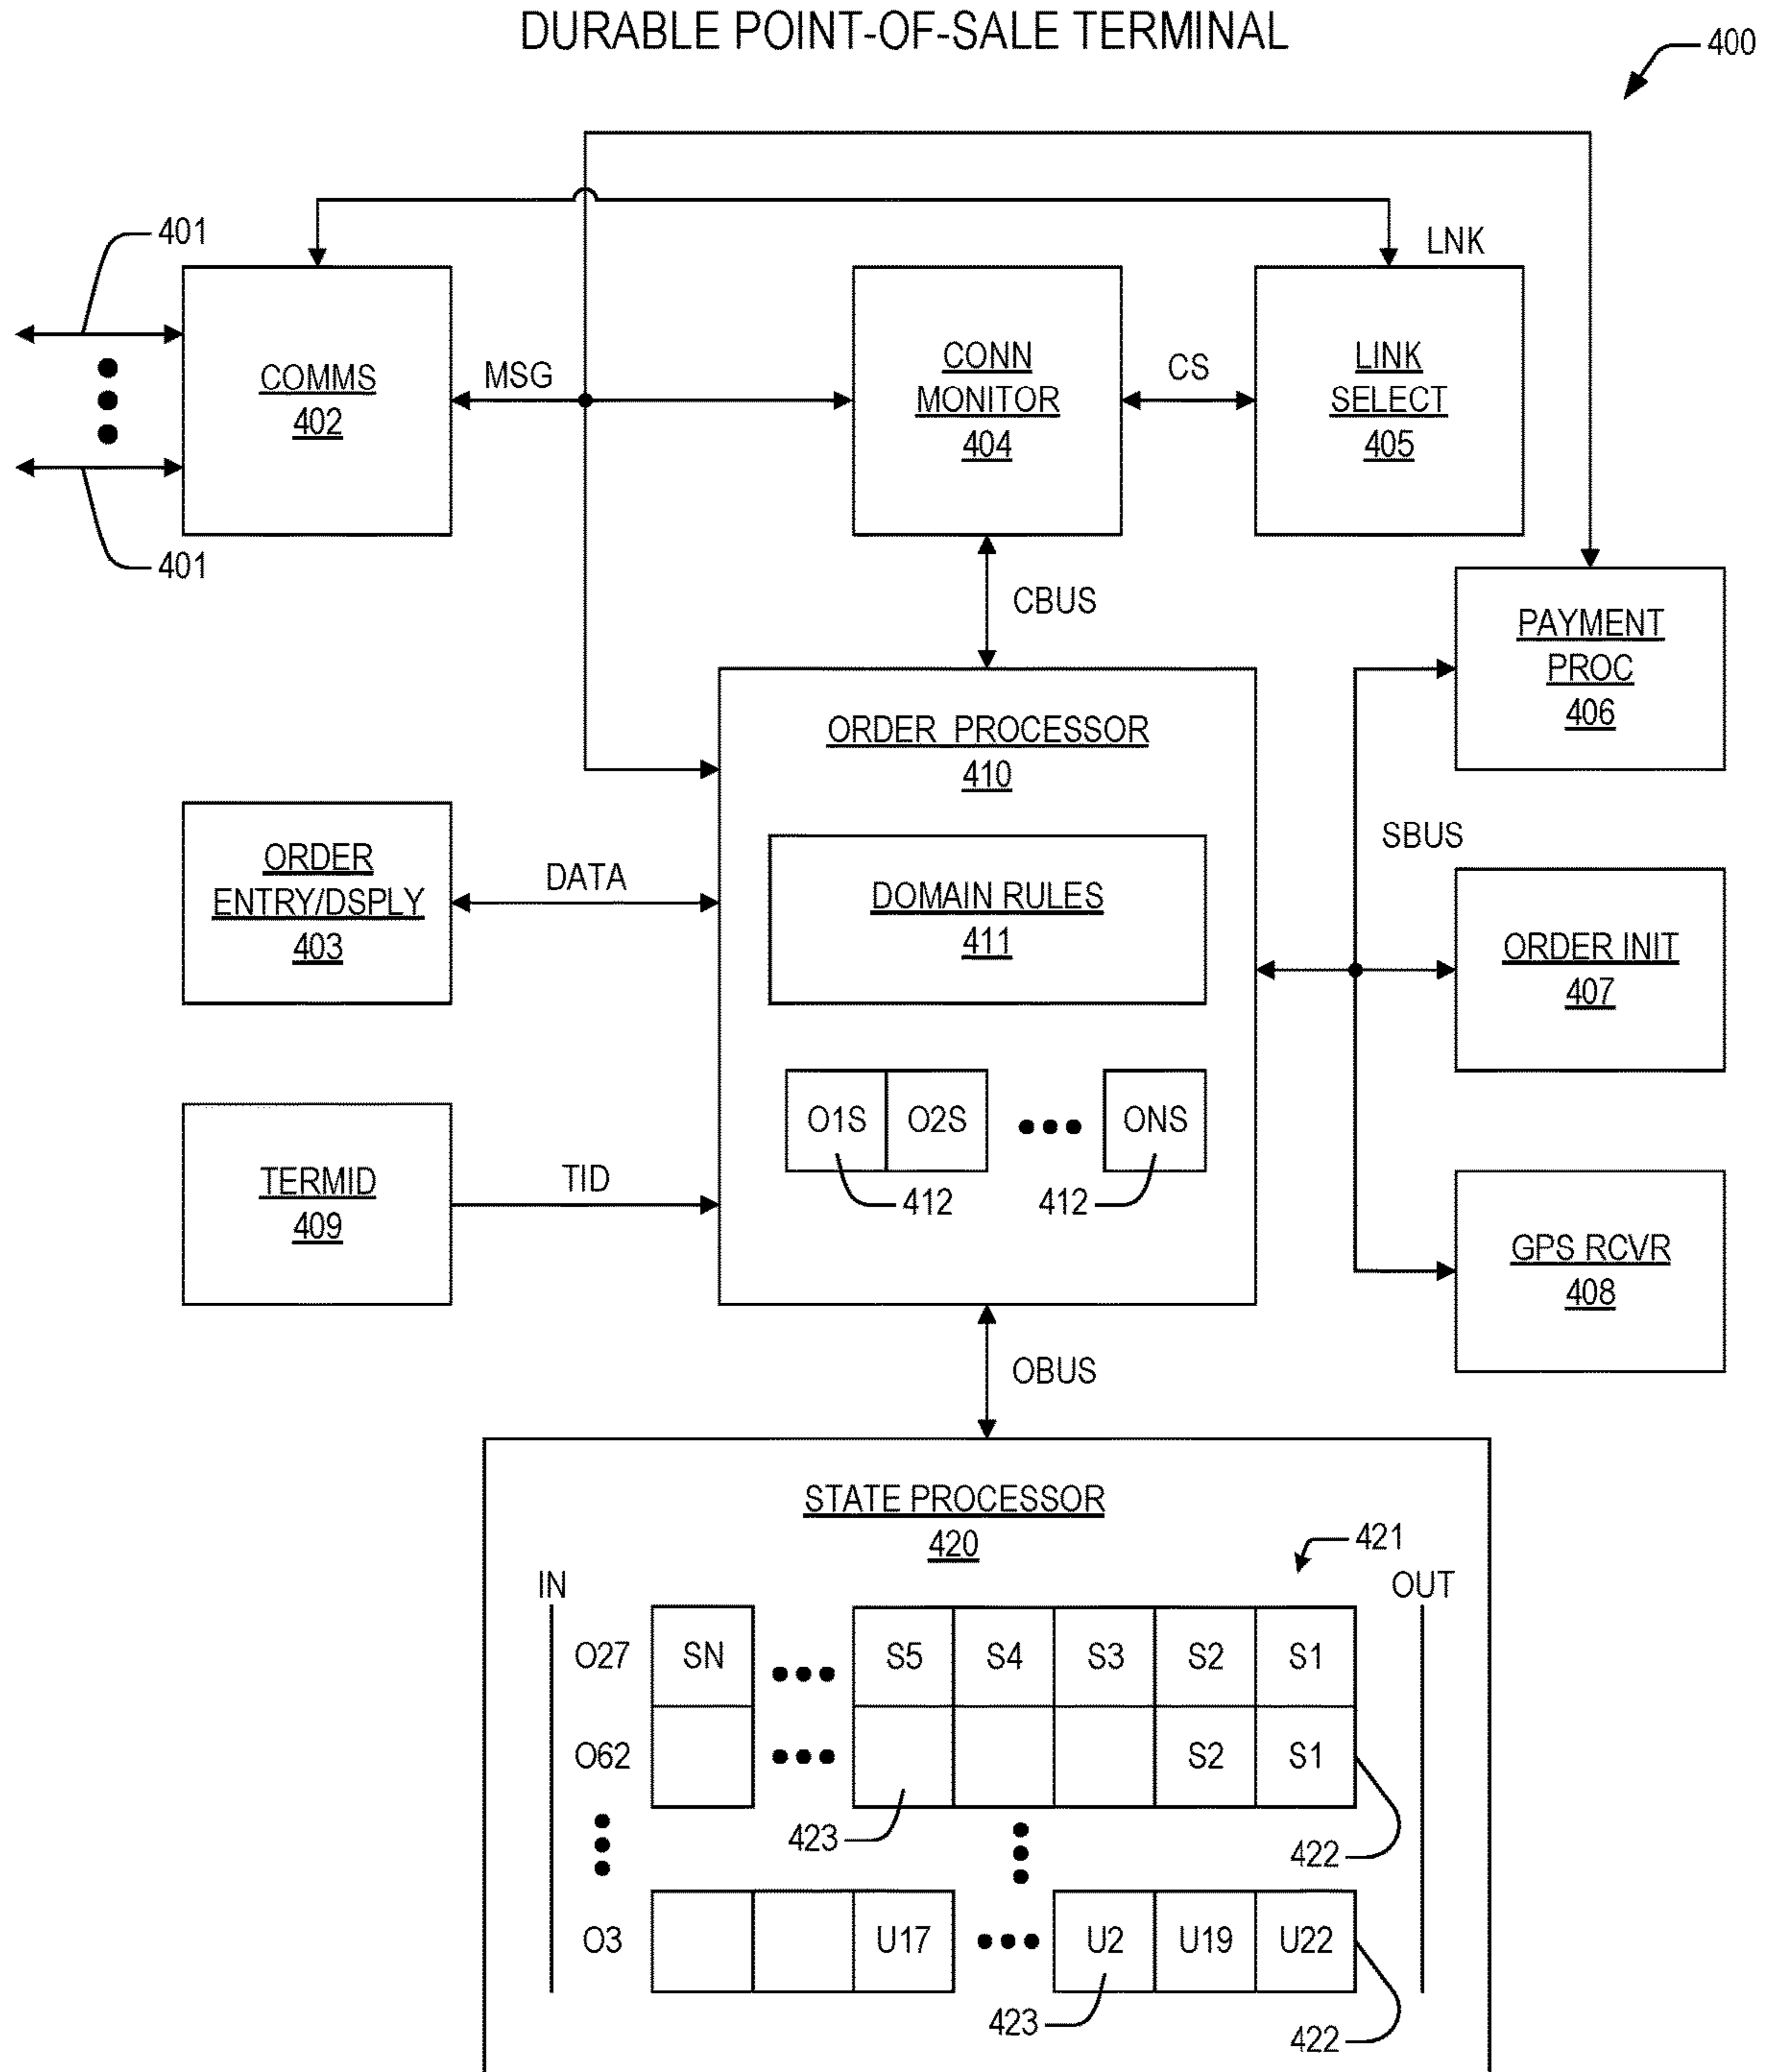 DURABLE POINT-OF-SALE TERMINAL
400
401
LNK
COMMS
402
MSG
CONN
MONITOR
404
CS
LINK
SELECT
405
401
CBUS
PAYMENT
PROC
406
ORDER PROCESSOR
410
SBUS
ORDER
ENTRY/DSPLY
403
DATA
DOMAIN RULES
411
ORDER INIT
407
O1S O2S ONS
412 412
TERMID
409
TID
GPS RCVR
408
OBUS
STATE PROCESSOR
420
421
IN OUT
O27 SN S5 S4 S3 S2 S1
O62 S2 S1
423 422
O3 U17 U2 U19 U22
423 422